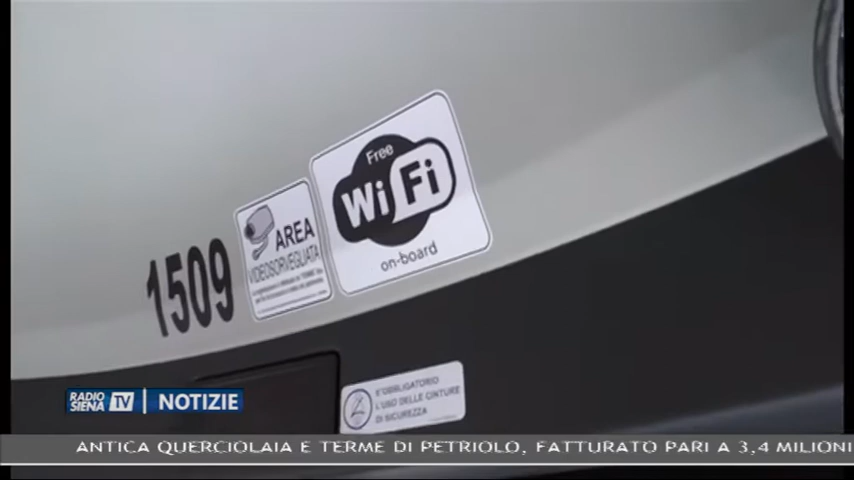 Free
WiFi
on-board
AREA
VIDEOSORVEGLIATA
1509
E' OBBLIGATORIO
L'USO DELLE CINTURE
DI SICUREZZA
RADIO
SIENA TV NOTIZIE
ANTICA QUERCIOLAIA E TERME DI PETRIOLO, FATTURATO PARI A 3,4 MILIONI